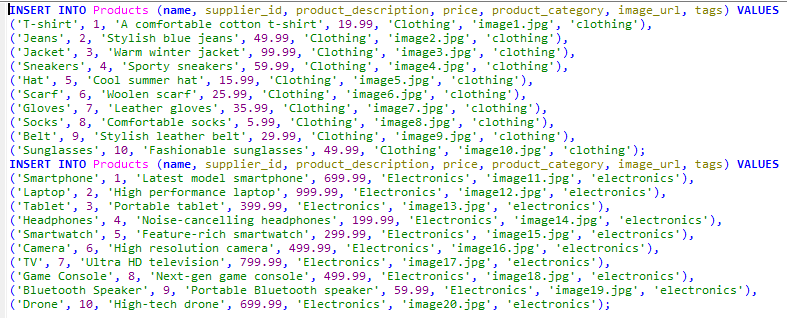 INSERT INTO Products (name, supplier_id, product_description, price, product_category, image_url, tags) VALUES
('T-shirt', 1, 'A comfortable cotton t-shirt', 19.99, 'Clothing', 'image1.jpg', 'clothing'),
('Jeans', 2, 'Stylish blue jeans', 49.99, 'Clothing', 'image2.jpg', 'clothing'),
('Jacket', 3, 'Warm winter jacket', 99.99, 'Clothing', 'image3.jpg', 'clothing'),
('Sneakers', 4, 'Sporty sneakers', 59.99, 'Clothing', 'image4.jpg', 'clothing'),
('Hat', 5, 'Cool summer hat', 15.99, 'Clothing', 'image5.jpg', 'clothing'),
('Scarf', 6, 'Woolen scarf', 25.99, 'Clothing', 'image6.jpg', 'clothing'),
('Gloves', 7, 'Leather gloves', 35.99, 'Clothing', 'image7.jpg', 'clothing'),
('Socks', 8, 'Comfortable socks', 5.99, 'Clothing', 'image8.jpg', 'clothing'),
('Belt', 9, 'Stylish leather belt', 29.99, 'Clothing', 'image9.jpg', 'clothing'),
('Sunglasses', 10, 'Fashionable sunglasses', 49.99, 'Clothing', 'image10.jpg', 'clothing');
INSERT INTO Products (name, supplier_id, product_description, price, product_category, image_url, tags) VALUES
('Smartphone', 1, 'Latest model smartphone', 699.99, 'Electronics', 'image11.jpg', 'electronics'),
('Laptop', 2, 'High performance laptop', 999.99, 'Electronics', 'image12.jpg', 'electronics'),
('Tablet', 3, 'Portable tablet', 399.99, 'Electronics', 'image13.jpg', 'electronics'),
('Headphones', 4, 'Noise-cancelling headphones', 199.99, 'Electronics', 'image14.jpg', 'electronics'),
('Smartwatch', 5, 'Feature-rich smartwatch', 299.99, 'Electronics', 'image15.jpg', 'electronics'),
('Camera', 6, 'High resolution camera', 499.99, 'Electronics', 'image16.jpg', 'electronics'),
('TV', 7, 'Ultra HD television', 799.99, 'Electronics', 'image17.jpg', 'electronics'),
('Game Console', 8, 'Next-gen game console', 499.99, 'Electronics', 'image18.jpg', 'electronics'),
('Bluetooth Speaker', 9, 'Portable Bluetooth speaker', 59.99, 'Electronics', 'image19.jpg', 'electronics'),
('Drone', 10, 'High-tech drone', 699.99, 'Electronics', 'image20.jpg', 'electronics');